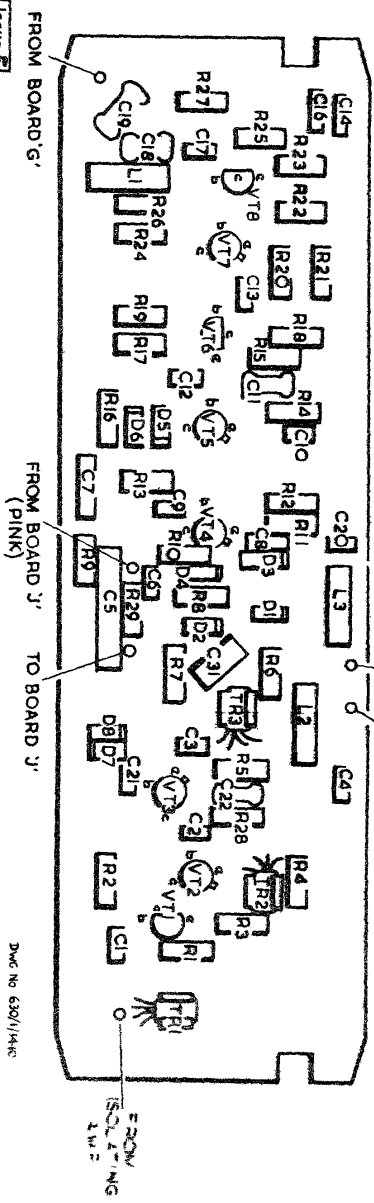 FROM BOARD 'G'
C19
C18
L1
R27
C17
R25
C16
C14
R23
R22
VT8
c
b
R26
R24
VT7
b
c
e
R21
R20
C13
R19
R17
VT6
b
c
e
R18
R15
C11
R14
C10
C12
VT5
b
c
e
R16
D6
D5
R13
C9
C7
R9
C5
VT4
b
c
e
R12
R11
C20
C8
D3
R10
D4
C6
R8
R29
D2
D1
L3
FROM BOARD 'J'
(PINK)
TO BOARD 'J'
R7
C31
R6
TR3
L2
D8
D7
C21
C3
R5
C22
R28
C4
VT3
b
c
e
C2
R2
VT2
b
c
e
TR2
R4
R3
VT1
b
c
e
C1
R1
TR1
FROM
ISOLATING
DWG No 630/1/14